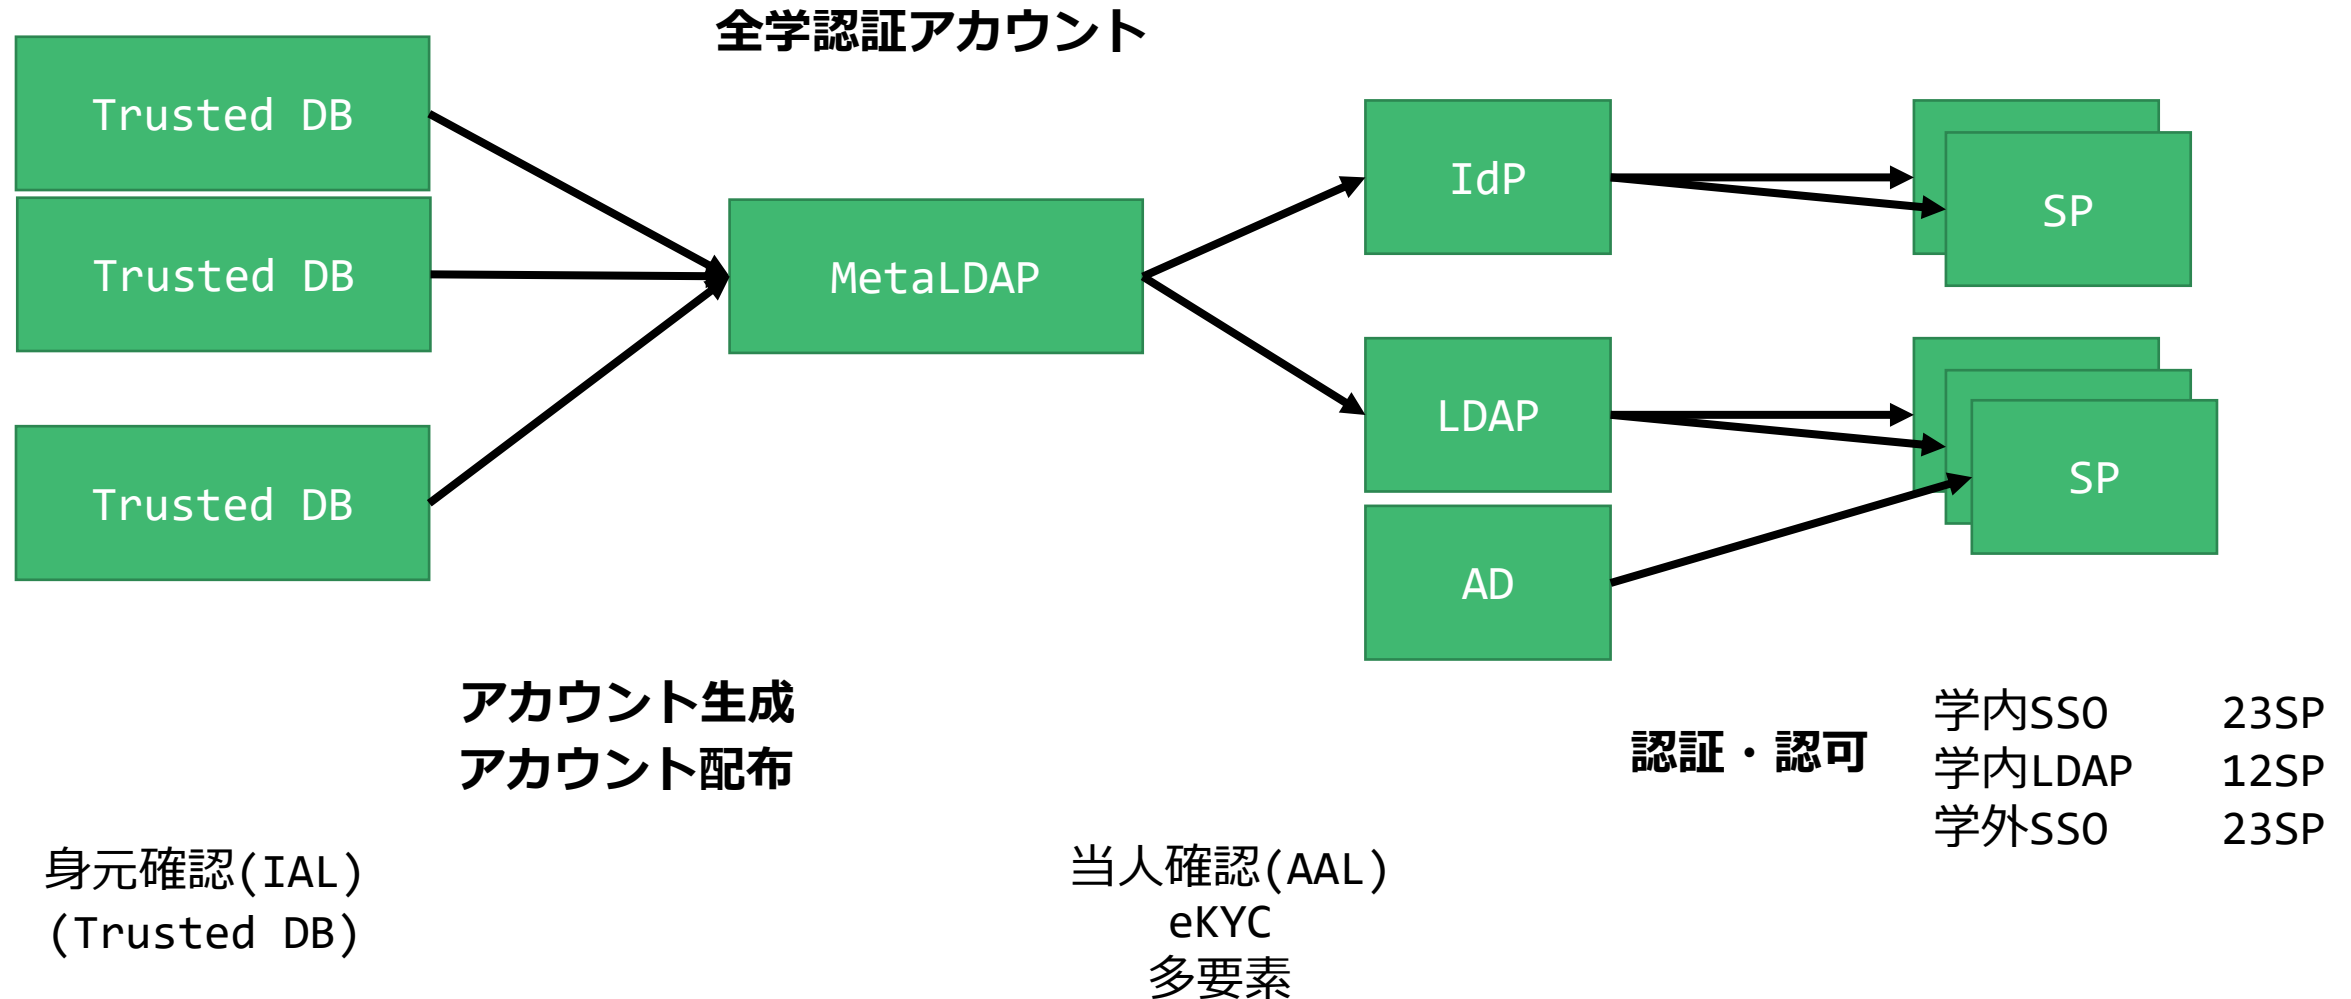 全学認証アカウント
Trusted DB
Trusted DB
Trusted DB
MetaLDAP
IdP
LDAP
AD
SP
SP
アカウント生成
アカウント配布
認証・認可
学内SSO 23SP
学内LDAP 12SP
学外SSO 23SP
身元確認(IAL)
(Trusted DB)
当人確認(AAL)
eKYC
多要素